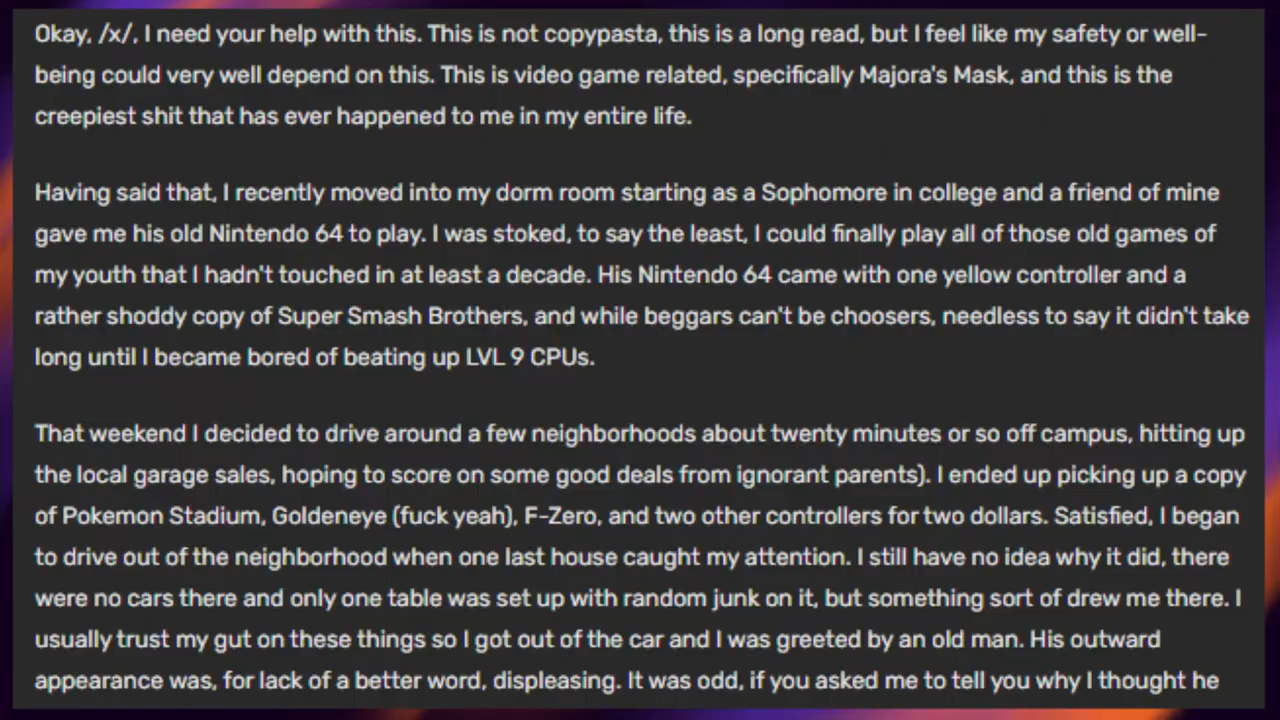 Okay, /x/, I need your help with this. This is not copypasta, this is a long read, but I feel like my safety or well-
being could very well depend on this. This is video game related, specifically Majora's Mask, and this is the
creepiest shit that has ever happened to me in my entire life.
Having said that, I recently moved into my dorm room starting as a Sophomore in college and a friend of mine
gave me his old Nintendo 64 to play. I was stoked, to say the least, I could finally play all of those old games of
my youth that I hadn't touched in at least a decade. His Nintendo 64 came with one yellow controller and a
rather shoddy copy of Super Smash Brothers, and while beggars can't be choosers, needless to say it didn't take
long until I became bored of beating up LVL 9 CPUs.
That weekend I decided to drive around a few neighborhoods about twenty minutes or so off campus, hitting up
the local garage sales, hoping to score on some good deals from ignorant parents). I ended up picking up a copy
of Pokemon Stadium, Goldeneye (fuck yeah), F-Zero, and two other controllers for two dollars. Satisfied, I began
to drive out of the neighborhood when one last house caught my attention. I still have no idea why it did, there
were no cars there and only one table was set up with random junk on it, but something sort of drew me there. I
usually trust my gut on these things so I got out of the car and I was greeted by an old man. His outward
appearance was, for lack of a better word, displeasing. It was odd, if you asked me to tell you why I thought he